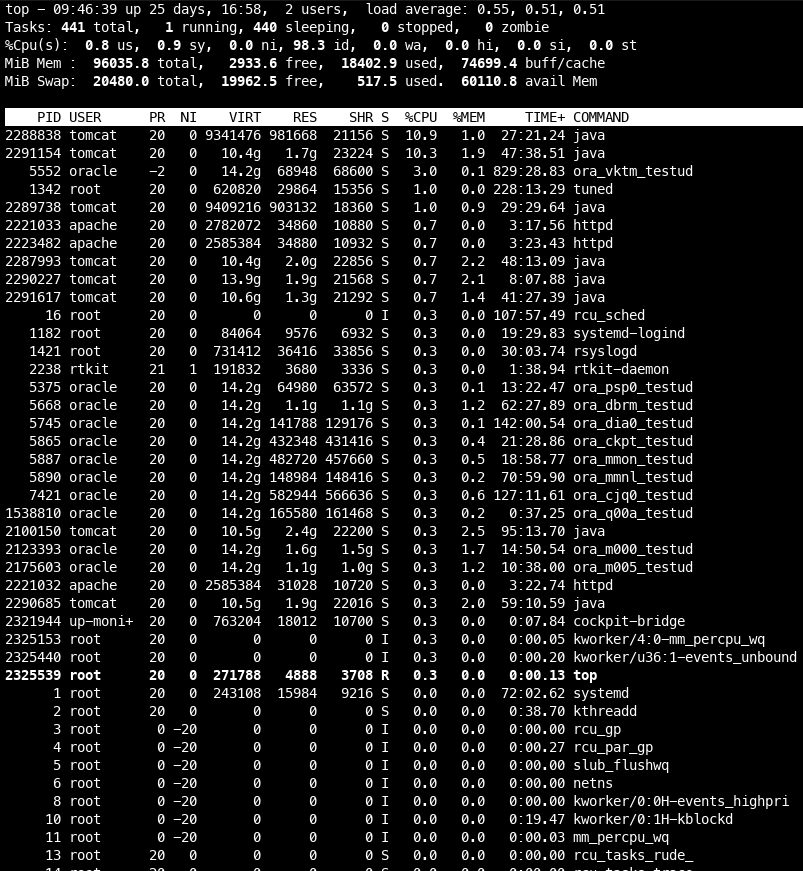 top – 09:46:39 up 25 days, 16:58,  2 users,  load average: 0.55, 0.51, 0.51
Tasks: 441 total,   1 running, 440 sleeping,   0 stopped,   0 zombie
%Cpu(s):  0.8 us,  0.9 sy,  0.0 ni, 98.3 id,  0.0 wa,  0.0 hi,  0.0 si,  0.0 st
MiB Mem :  96035.8 total,   2933.6 free,  18402.9 used,  74699.4 buff/cache
MiB Swap:  20480.0 total,  19962.5 free,    517.5 used.  60110.8 avail Mem
PID USER PR NI VIRT RES SHR S %CPU %MEM TIME+ COMMAND
2288838 tomcat 20 0 9341476 981668 21156 S 10.9 1.0 27:21.24 java
2291154 tomcat 20 0 10.4g 1.7g 23224 S 10.3 1.9 47:38.51 java
5552 oracle –2 0 14.2g 68948 68600 S 3.0 0.1 829:28.83 ora_vktm_testud
1342 root 20 0 620820 29864 15356 S 1.0 0.0 228:13.29 tuned
2289738 tomcat 20 0 9409216 903132 18360 S 1.0 0.9 29:29.64 java
2221033 apache 20 0 2782072 34860 10880 S 0.7 0.0 3:17.56 httpd
2223482 apache 20 0 2585384 34880 10932 S 0.7 0.0 3:23.43 httpd
2287993 tomcat 20 0 10.4g 2.0g 22856 S 0.7 2.2 48:13.09 java
2290227 tomcat 20 0 13.9g 1.9g 21568 S 0.7 2.1 8:07.88 java
2291617 tomcat 20 0 10.6g 1.3g 21292 S 0.7 1.4 41:27.39 java
16 root 20 0 0 0 0 I 0.3 0.0 107:57.49 rcu_sched
1182 root 20 0 84064 9576 6932 S 0.3 0.0 19:29.83 systemd-logind
1421 root 20 0 731412 36416 33856 S 0.3 0.0 30:03.74 rsyslogd
2238 rtkit 21 1 191832 3680 3336 S 0.3 0.0 1:38.94 rtkit-daemon
5375 oracle 20 0 14.2g 64980 63572 S 0.3 0.1 13:22.47 ora_psp0_testud
5668 oracle 20 0 14.2g 1.1g 1.1g S 0.3 1.2 62:27.89 ora_dbrm_testud
5745 oracle 20 0 14.2g 141788 129176 S 0.3 0.1 142:00.54 ora_dia0_testud
5865 oracle 20 0 14.2g 432348 431416 S 0.3 0.4 21:28.86 ora_ckpt_testud
5887 oracle 20 0 14.2g 482720 457660 S 0.3 0.5 18:58.77 ora_mmon_testud
5890 oracle 20 0 14.2g 148984 148416 S 0.3 0.2 70:59.90 ora_mmnl_testud
7421 oracle 20 0 14.2g 582944 566636 S 0.3 0.6 127:11.61 ora_cjq0_testud
1538810 oracle 20 0 14.2g 165580 161468 S 0.3 0.2 0:37.25 ora_q00a_testud
2100150 tomcat 20 0 10.5g 2.4g 22200 S 0.3 2.5 95:13.70 java
2123393 oracle 20 0 14.2g 1.6g 1.5g S 0.3 1.7 14:50.54 ora_m000_testud
2175603 oracle 20 0 14.2g 1.1g 1.0g S 0.3 1.2 10:38.00 ora_m005_testud
2221032 apache 20 0 2585384 31028 10720 S 0.3 0.0 3:22.74 httpd
2290685 tomcat 20 0 10.5g 1.9g 22016 S 0.3 2.0 59:10.59 java
2321944 up-moni+ 20 0 763204 18012 10700 S 0.3 0.0 0:07.84 cockpit-bridge
2325153 root 20 0 0 0 0 I 0.3 0.0 0:00.05 kworker/4:0-mm_percpu_wq
2325440 root 20 0 0 0 0 I 0.3 0.0 0:00.20 kworker/u36:1-events_unbound
2325539 root 20 0 271788 4888 3708 R 0.3 0.0 0:00.13 top
1 root 20 0 243108 15984 9216 S 0.0 0.0 72:02.62 systemd
2 root 20 0 0 0 0 S 0.0 0.0 0:38.70 kthreadd
3 root 0 –20 0 0 0 I 0.0 0.0 0:00.00 rcu_gp
4 root 0 –20 0 0 0 I 0.0 0.0 0:00.27 rcu_par_gp
5 root 0 –20 0 0 0 I 0.0 0.0 0:00.00 slub_flushwq
6 root 0 –20 0 0 0 I 0.0 0.0 0:00.00 netns
8 root 0 –20 0 0 0 I 0.0 0.0 0:00.00 kworker/0:0H-events_highpri
10 root 0 –20 0 0 0 I 0.0 0.0 0:19.47 kworker/0:1H-kblockd
11 root 0 –20 0 0 0 I 0.0 0.0 0:00.03 mm_percpu_wq
13 root 20 0 0 0 0 S 0.0 0.0 0:00.00 rcu_tasks_rude_